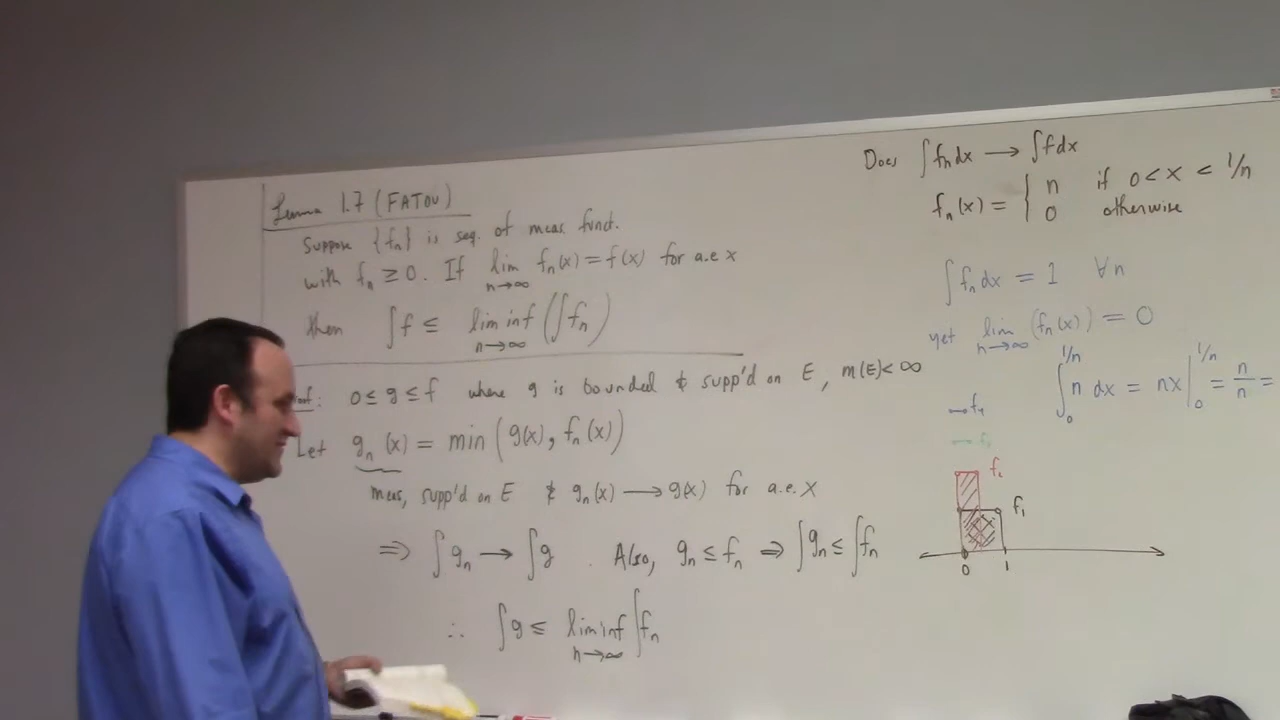 Lemma 1.7 (FATOU)
Suppose {fn} is seq. of meas. funct.
with fn ≥ 0. If lim n→∞ fn(x) = f(x) for a.e x
then ∫f ≤ lim inf n→∞ (∫fn)
Proof: 0 ≤ g ≤ f where g is bounded & supp'd on E, m(E) < ∞
Let gn(x) = min (g(x), fn(x))
meas, supp'd on E & gn(x) → g(x) for a.e. x
⇒ ∫gn → ∫g . Also, gn ≤ fn ⇒ ∫gn ≤ ∫fn
∴ ∫g ≤ lim inf n→∞ ∫fn
Does ∫fn dx → ∫f dx
fn(x) = { n if 0 < x < 1/n
0 otherwise
∫fn dx = 1 ∀n
yet lim n→∞ (fn(x)) = 0
∫₀^{1/n} n dx = nx |₀^{1/n} = n/n =
f1
0 1